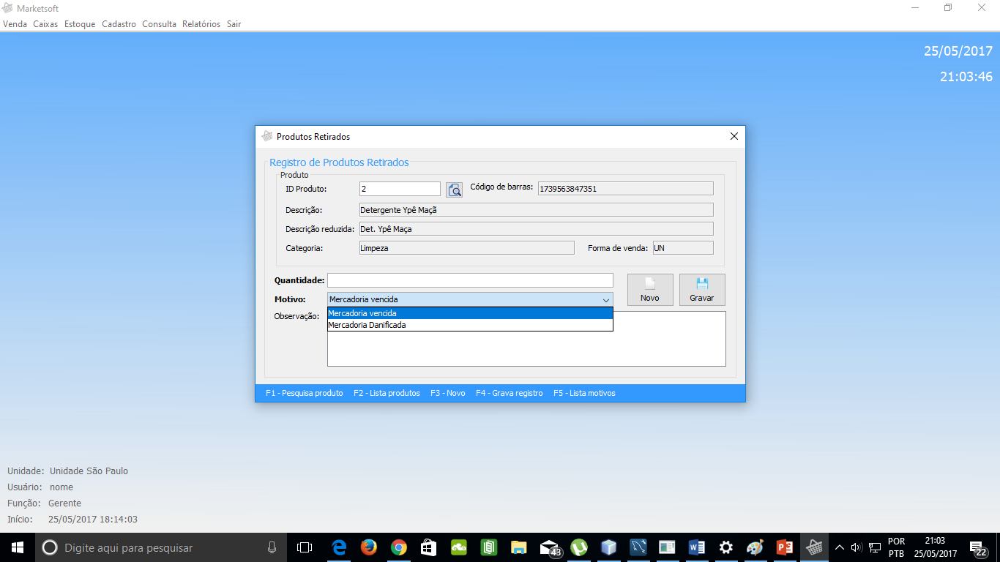 Marketsoft
Venda Caixas Estoque Cadastro Consulta Relatórios Sair
25/05/2017
21:03:46
Produtos Retirados
Registro de Produtos Retirados
Produto
ID Produto: 2 Código de barras: 1739563847351
Descrição: Detergente Ypê Maçã
Descrição reduzida: Det. Ypê Maça
Categoria: Limpeza Forma de venda: UN
Quantidade:
Motivo: Mercadoria vencida Novo Gravar
Mercadoria vencida
Observação:
Mercadoria Danificada
F1 - Pesquisa produto F2 - Lista produtos F3 - Novo F4 - Grava registro F5 - Lista motivos
Unidade: Unidade São Paulo
Usuário: nome
Função: Gerente
Início: 25/05/2017 18:14:03
Digite aqui para pesquisar 43 POR PTB 21:03 25/05/2017 22